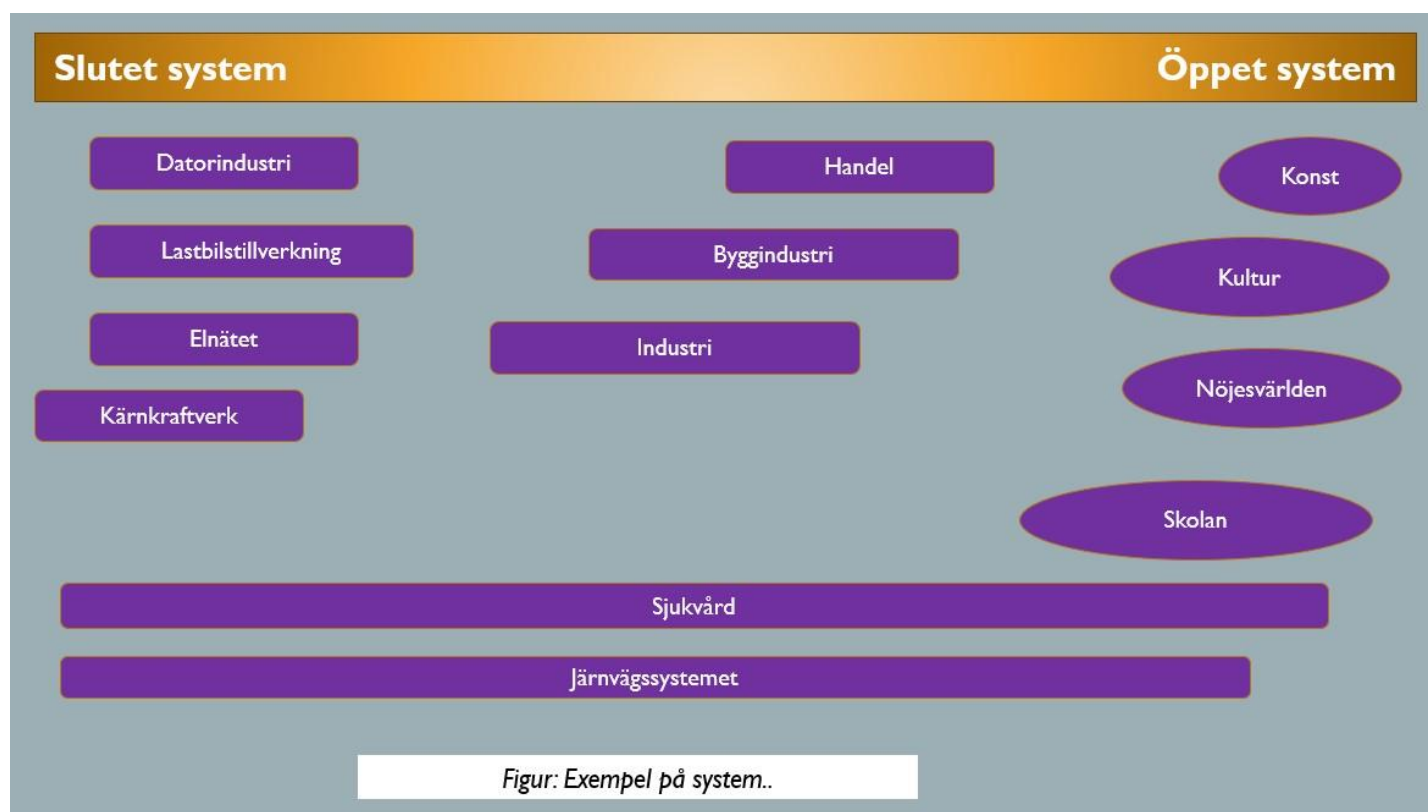 Slutet system
Öppet system
Datorindustri
Handel
Konst
Lastbilstillverkning
Byggindustri
Kultur
Elnätet
Industri
Nöjesvärlden
Kärnkraftverk
Skolan
Sjukvård
Järnvägssystemet
Figur: Exempel på system..